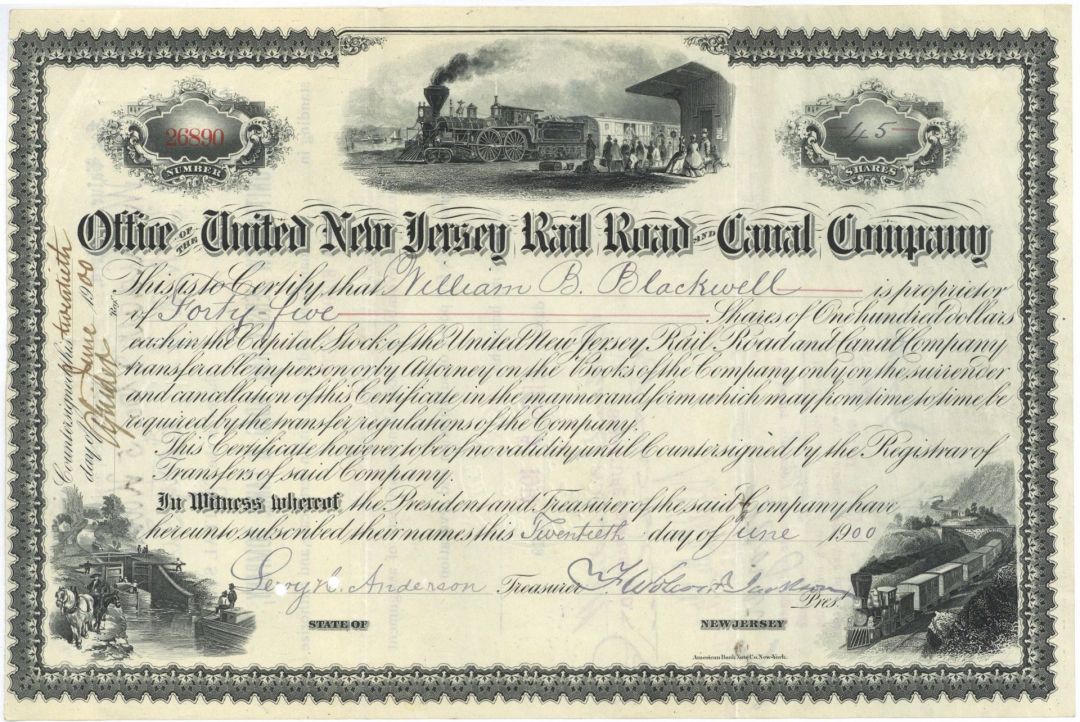 26890
NUMBER
45
SHARES
Office OF THE United New Jersey Rail Road AND Canal Company
This is to Certify that William B. Blackwell is proprietor
of Forty-five Shares of One hundred dollars
each in the Capital Stock of the United New Jersey Rail Road and Canal Company
transferable in person or by Attorney on the Books of the Company only on the surrender
and cancellation of this Certificate in the manner and form which may from time to time be
required by the transfer regulations of the Company.
This Certificate however to be of no validity until Countersigned by the Registrar of
Transfers of said Company.
In Witness whereof the President and Treasurer of the said Company have
hereunto subscribed their names this Twentieth day of June 1900
Leroy H. Anderson Treasurer Jackson Pres.
STATE OF NEW JERSEY
American Bank Note Co. New-York.
Countersigned this twentieth
day of June 1900
Regr.